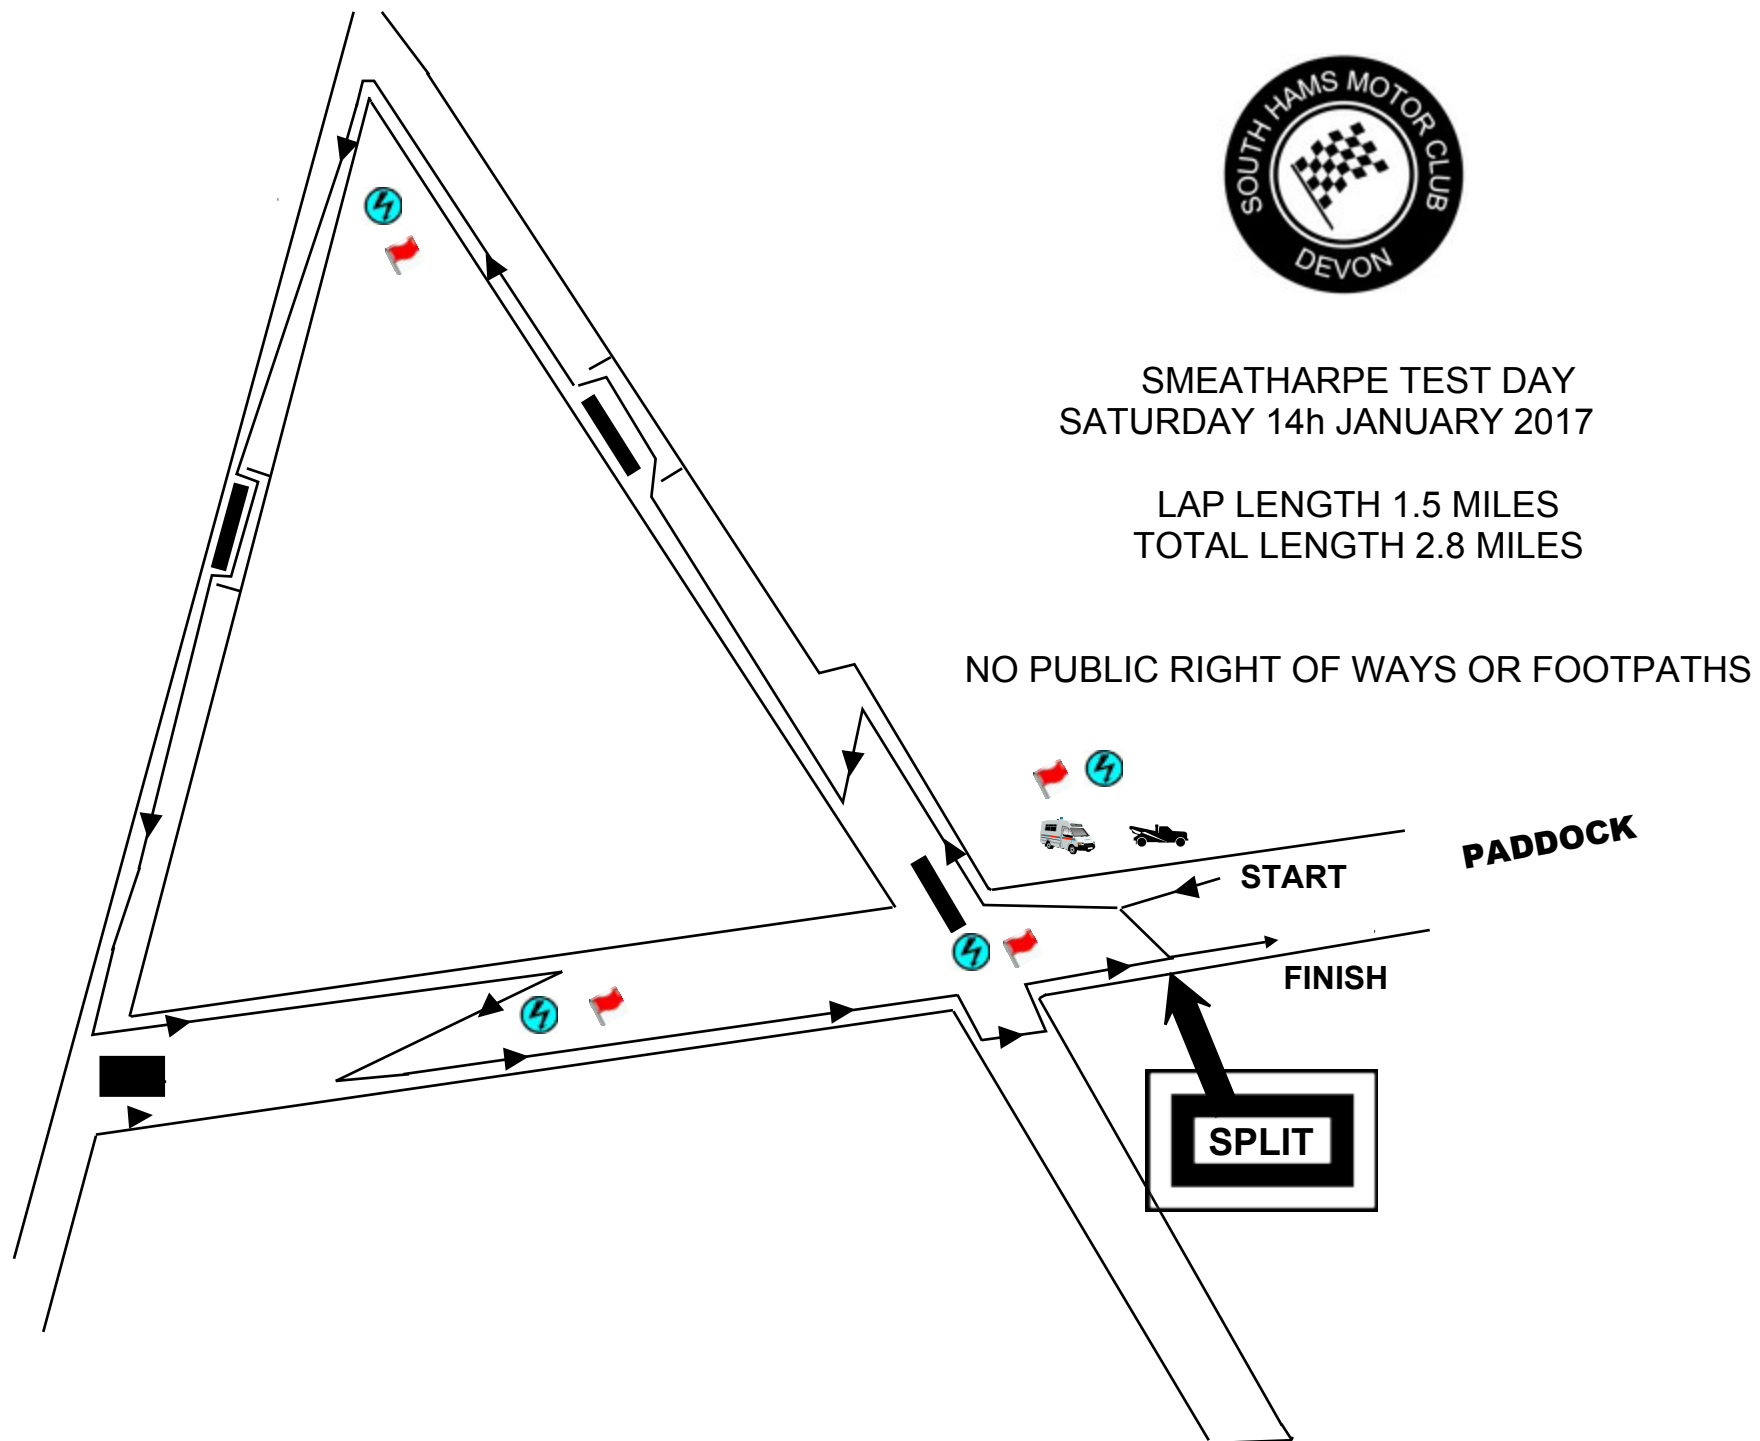 SOUTH HAMS MOTOR CLUB
DEVON
SMEATHARPE TEST DAY
SATURDAY 14h JANUARY 2017
LAP LENGTH 1.5 MILES
TOTAL LENGTH 2.8 MILES
NO PUBLIC RIGHT OF WAYS OR FOOTPATHS
PADDOCK
START
FINISH
SPLIT